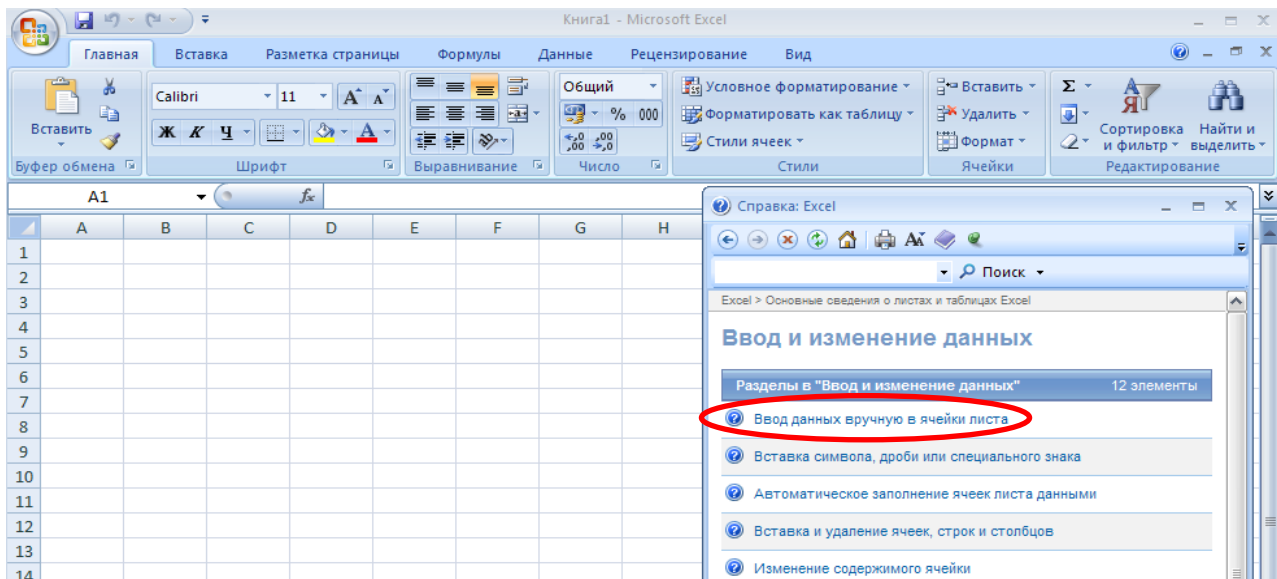 Книга1 - Microsoft Excel
Главная Вставка Разметка страницы Формулы Данные Рецензирование Вид
Вставить
Буфер обмена
Calibri 11
Ж К Ч
Шрифт
Выравнивание
Общий
% 000
Число
Условное форматирование
Форматировать как таблицу
Стили ячеек
Стили
Вставить
Удалить
Формат
Ячейки
Σ
Сортировка и фильтр
Найти и выделить
Редактирование
A1 fx
A B C D E F G H
1
2
3
4
5
6
7
8
9
10
11
12
13
14
Справка: Excel
Поиск
Excel > Основные сведения о листах и таблицах Excel
Ввод и изменение данных
Разделы в "Ввод и изменение данных" 12 элементы
Ввод данных вручную в ячейки листа
Вставка символа, дроби или специального знака
Автоматическое заполнение ячеек листа данными
Вставка и удаление ячеек, строк и столбцов
Изменение содержимого ячейки